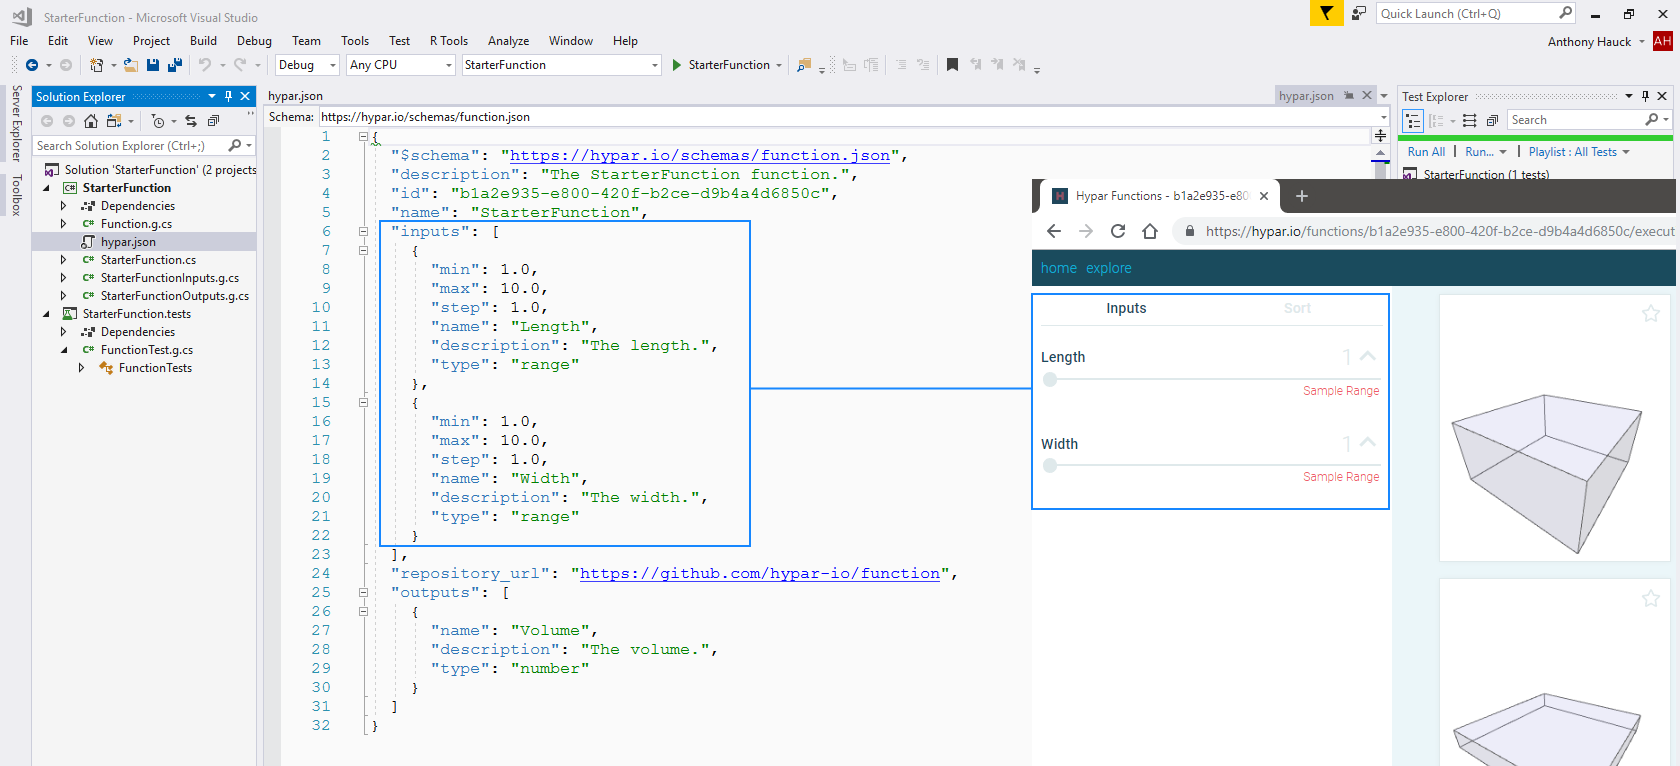 StarterFunction - Microsoft Visual Studio
Quick Launch (Ctrl+Q)
File Edit View Project Build Debug Team Tools Test R Tools Analyze Window Help
Anthony Hauck AH
Debug Any CPU StarterFunction StarterFunction
Server Explorer
Toolbox
Solution Explorer
Search Solution Explorer (Ctrl+;)
Solution 'StarterFunction' (2 projects
StarterFunction
Dependencies
Function.g.cs
hypar.json
StarterFunction.cs
StarterFunctionInputs.g.cs
StarterFunctionOutputs.g.cs
StarterFunction.tests
Dependencies
FunctionTest.g.cs
FunctionTests
hypar.json
hypar.json
Schema: https://hypar.io/schemas/function.json
1 {
2 "$schema": "https://hypar.io/schemas/function.json",
3 "description": "The StarterFunction function.",
4 "id": "b1a2e935-e800-420f-b2ce-d9b4a4d6850c",
5 "name": "StarterFunction",
6 "inputs": [
7 {
8 "min": 1.0,
9 "max": 10.0,
10 "step": 1.0,
11 "name": "Length",
12 "description": "The length.",
13 "type": "range"
14 },
15 {
16 "min": 1.0,
17 "max": 10.0,
18 "step": 1.0,
19 "name": "Width",
20 "description": "The width.",
21 "type": "range"
22 }
23 ],
24 "repository_url": "https://github.com/hypar-io/function",
25 "outputs": [
26 {
27 "name": "Volume",
28 "description": "The volume.",
29 "type": "number"
30 }
31 ]
32 }
Test Explorer
Search
Run All Run... Playlist : All Tests
StarterFunction (1 tests)
H Hypar Functions - b1a2e935-e80
https://hypar.io/functions/b1a2e935-e800-420f-b2ce-d9b4a4d6850c/execut
home explore
Inputs Sort
Length 1
Sample Range
Width 1
Sample Range